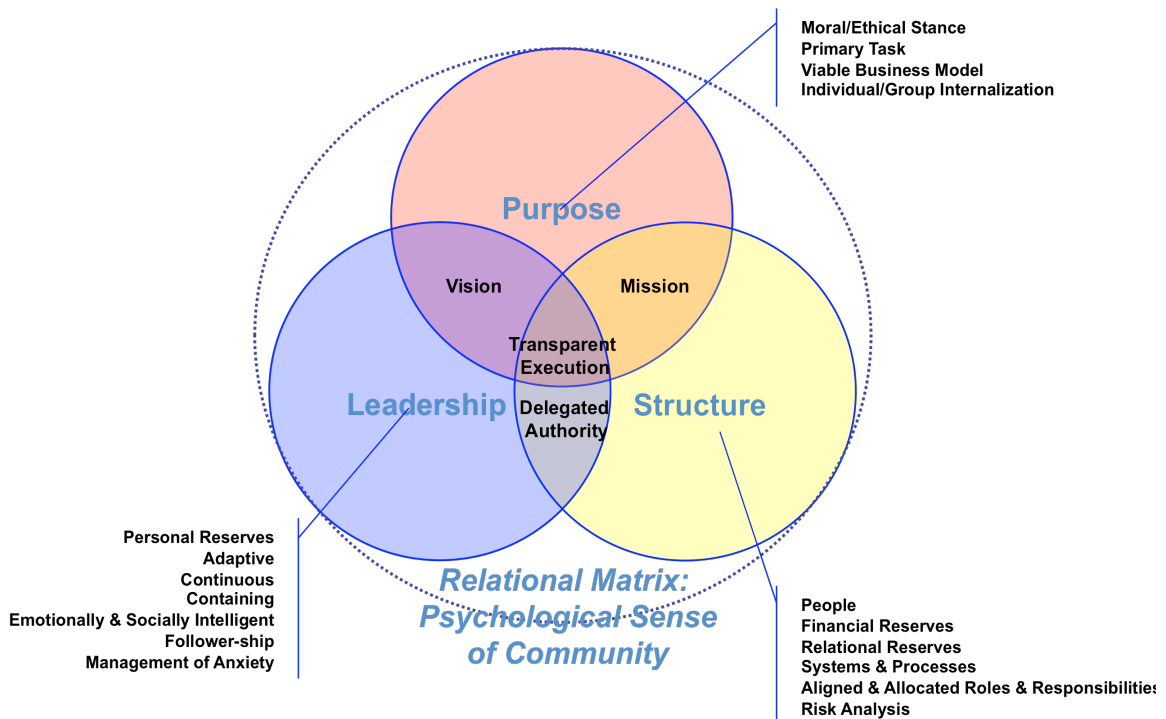 Moral/Ethical Stance
Primary Task
Viable Business Model
Individual/Group Internalization
Purpose
Vision
Mission
Transparent
Execution
Leadership
Delegated
Authority
Structure
Personal Reserves
Adaptive
Continuous
Containing
Emotionally & Socially Intelligent
Follower-ship
Management of Anxiety
Relational Matrix:
Psychological Sense
of Community
People
Financial Reserves
Relational Reserves
Systems & Processes
Aligned & Allocated Roles & Responsibilities
Risk Analysis